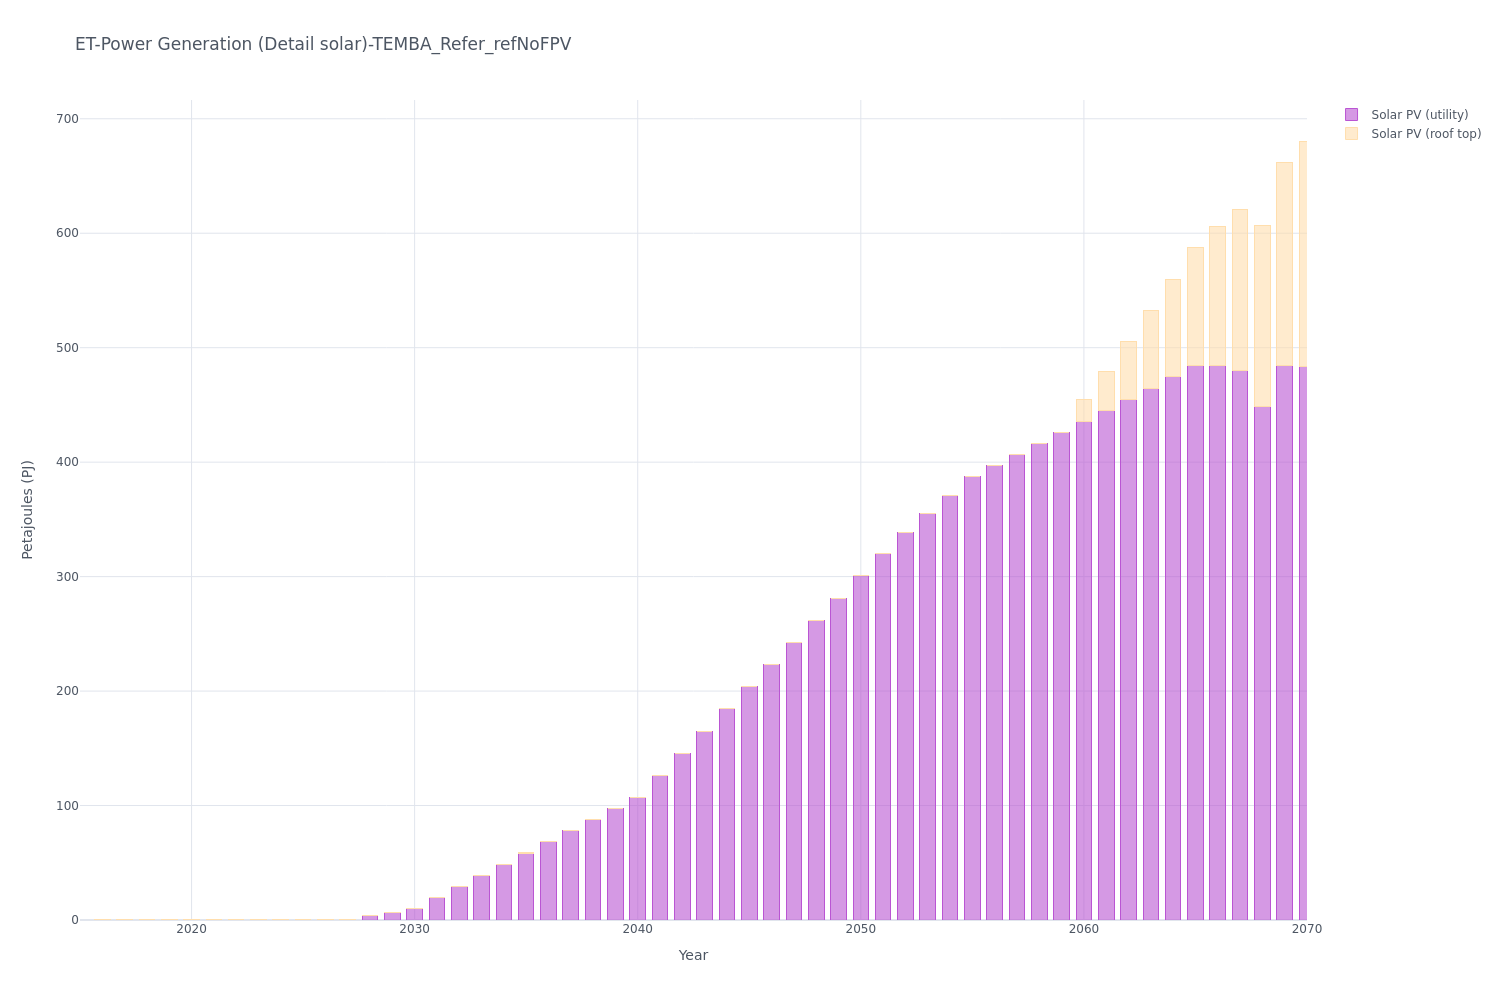 ET-Power Generation (Detail solar)-TEMBA_Refer_refNoFPV
Solar PV (utility)
Solar PV (roof top)
700
600
500
400
300
200
100
0
Petajoules (PJ)
2020
2030
2040
2050
2060
2070
Year